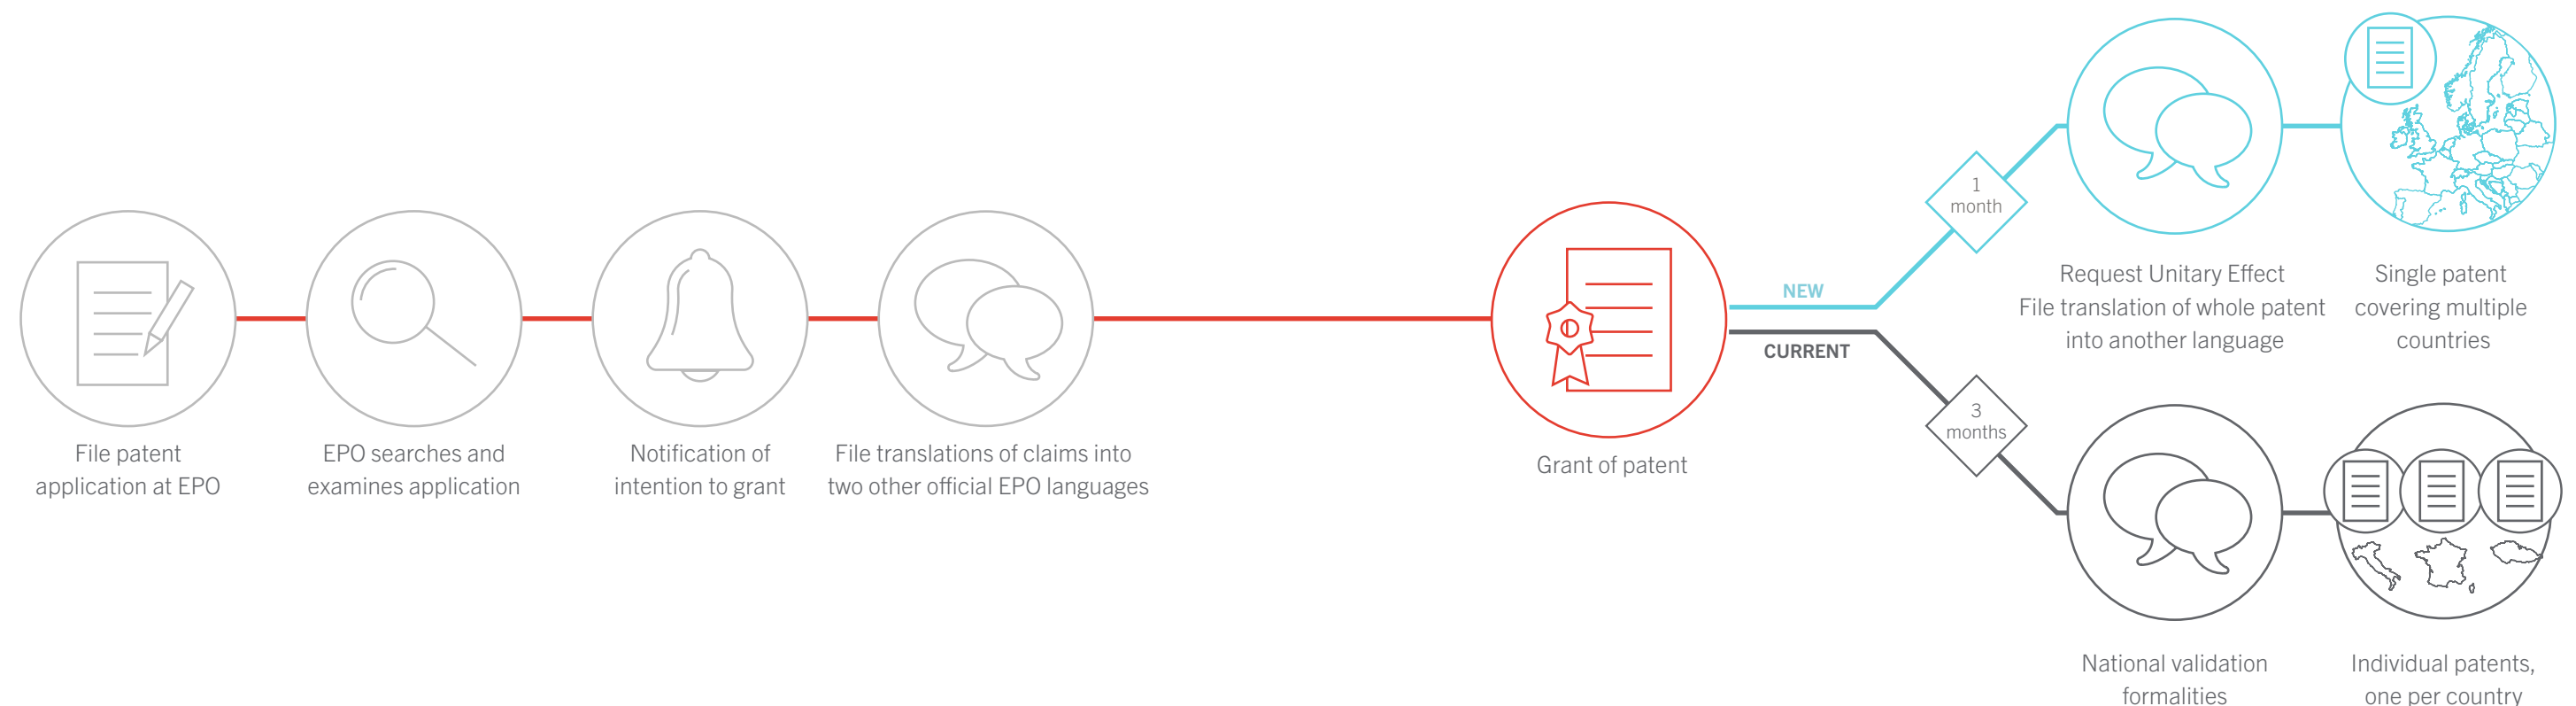 File patent
application at EPO
EPO searches and
examines application
Notification of
intention to grant
File translations of claims into
two other official EPO languages
Grant of patent
NEW
CURRENT
1
month
3
months
Request Unitary Effect
File translation of whole patent
into another language
Single patent
covering multiple
countries
National validation
formalities
Individual patents,
one per country